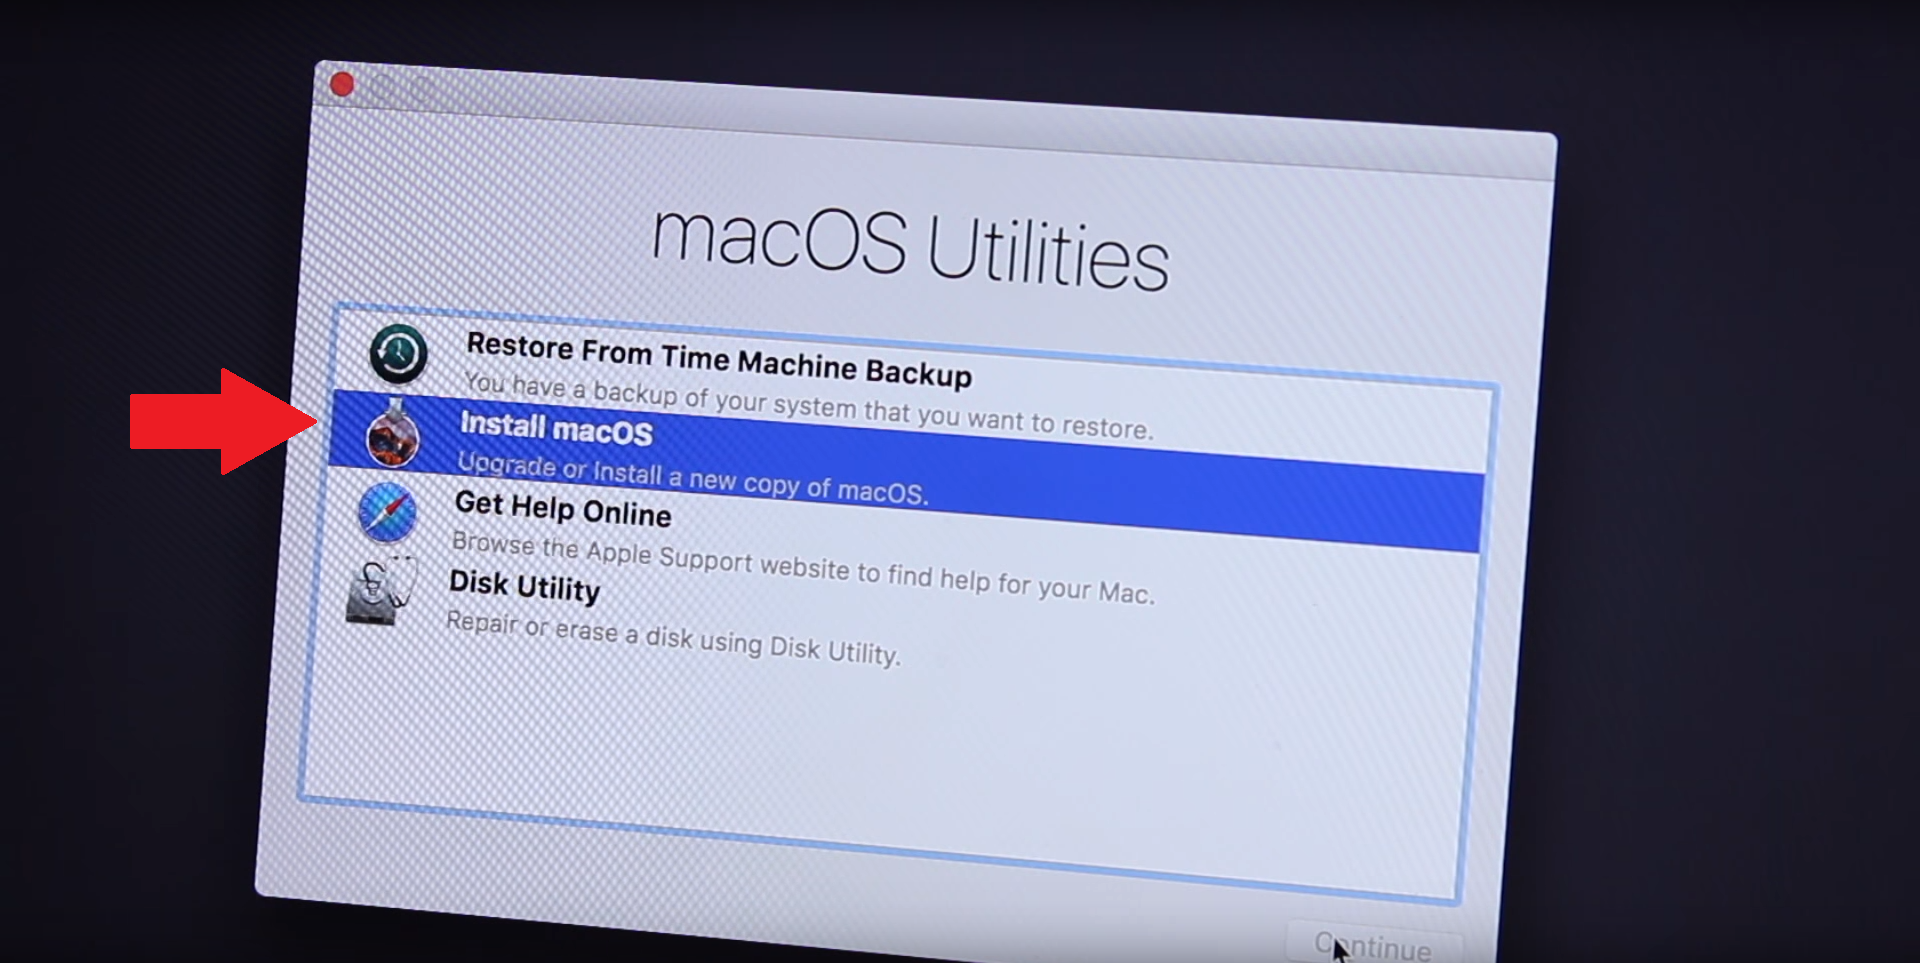 macOS Utilities
Restore From Time Machine Backup
You have a backup of your system that you want to restore.
Install macOS
Upgrade or Install a new copy of macOS.
Get Help Online
Browse the Apple Support website to find help for your Mac.
Disk Utility
Repair or erase a disk using Disk Utility.
Continue